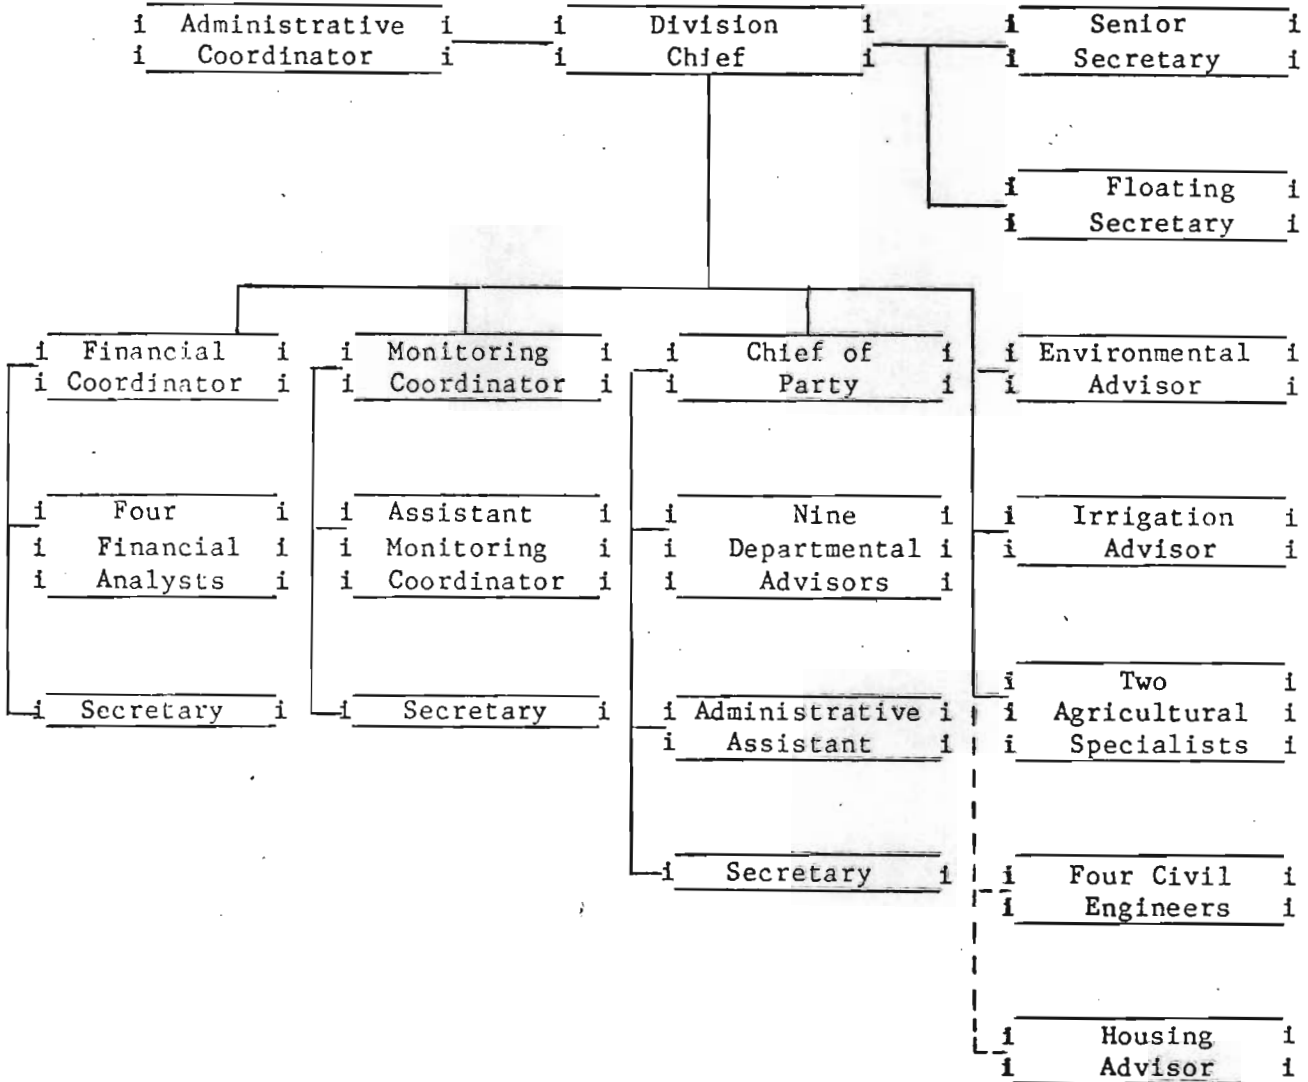 Administrative
Coordinator
Division
Chief
Senior
Secretary
Floating
Secretary
Financial
Coordinator
Monitoring
Coordinator
Chief of
Party
Environmental
Advisor
Four
Financial
Analysts
Assistant
Monitoring
Coordinator
Nine
Departmental
Advisors
Irrigation
Advisor
Secretary
Secretary
Administrative
Assistant
Two
Agricultural
Specialists
Secretary
Four Civil
Engineers
Housing
Advisor